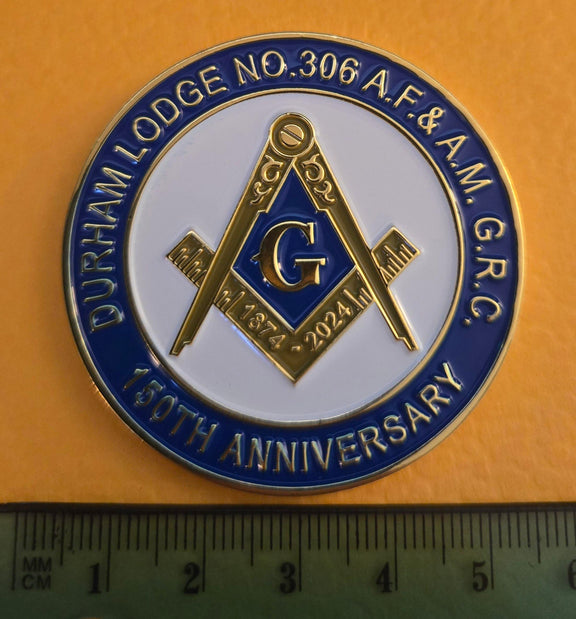 DURHAM LODGE NO.306 A.F.& A.M. G.R.C.
G
1874 - 2024
150TH ANNIVERSARY
MM
CM
1 2 3 4 5 6